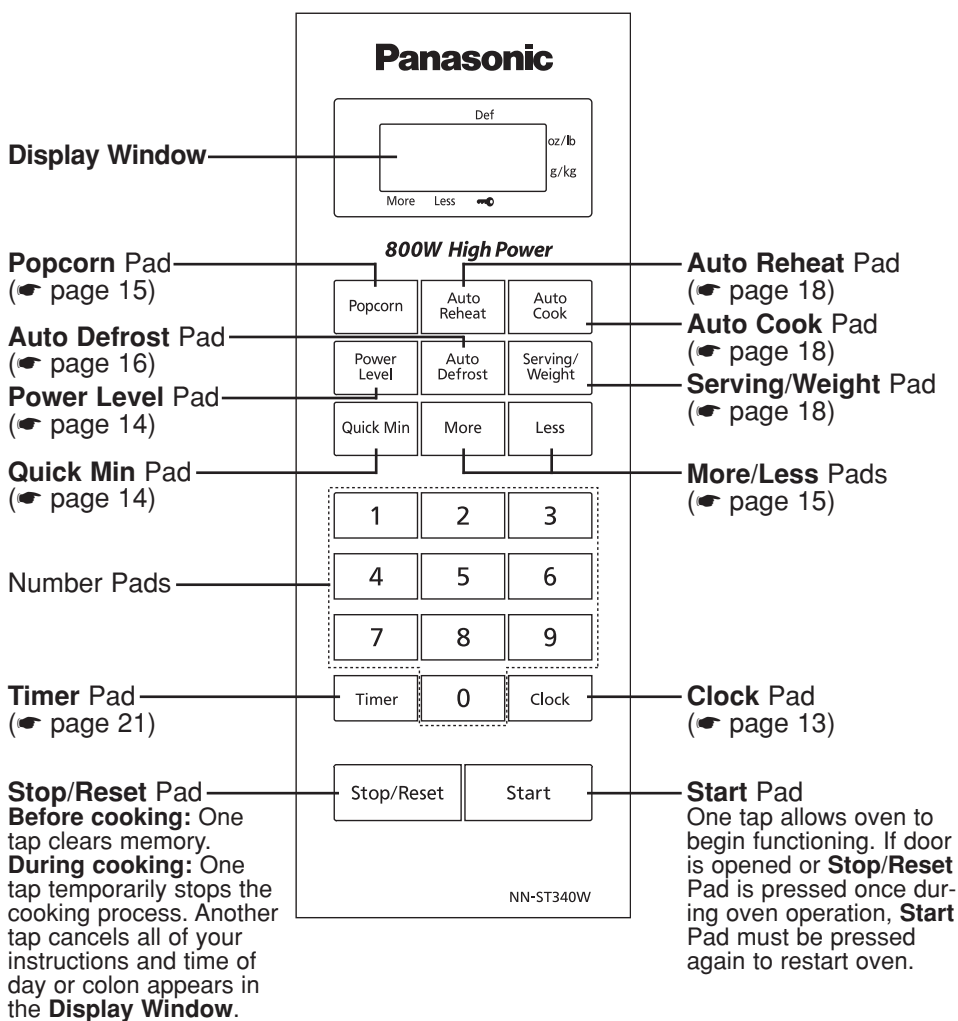 Panasonic
Def
Display Window
oz/lb
g/kg
More Less
800W High Power
Popcorn Pad
(☛ page 15)
Auto Defrost Pad
(☛ page 16)
Power Level Pad
(☛ page 14)
Quick Min Pad
(☛ page 14)
Popcorn
Auto
Reheat
Auto
Cook
Power
Level
Auto
Defrost
Serving/
Weight
Quick Min
More
Less
Auto Reheat Pad
(☛ page 18)
Auto Cook Pad
(☛ page 18)
Serving/Weight Pad
(☛ page 18)
More/Less Pads
(☛ page 15)
1 2 3
Number Pads
4 5 6
7 8 9
Timer Pad
(☛ page 21)
Timer 0 Clock
Clock Pad
(☛ page 13)
Stop/Reset Pad
Before cooking: One
tap clears memory.
During cooking: One
tap temporarily stops the
cooking process. Another
tap cancels all of your
instructions and time of
day or colon appears in
the Display Window.
Stop/Reset Start
NN-ST340W
Start Pad
One tap allows oven to
begin functioning. If door
is opened or Stop/Reset
Pad is pressed once dur-
ing oven operation, Start
Pad must be pressed
again to restart oven.